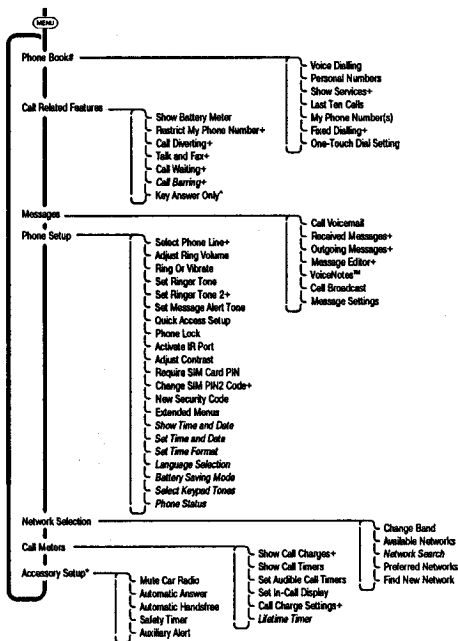 MENU
Phone Book#
Voice Dialling
Personal Numbers
Show Services+
Last Ten Calls
My Phone Number(s)
Fixed Dialling+
One-Touch Dial Setting
Call Related Features
Show Battery Meter
Restrict My Phone Number+
Call Diverting+
Talk and Fax+
Call Waiting+
Call Barring+
Key Answer Only^
Messages
Call Voicemail
Received Messages+
Outgoing Messages+
Message Editor+
VoiceNotes™
Cell Broadcast
Message Settings
Phone Setup
Select Phone Line+
Adjust Ring Volume
Ring Or Vibrate
Set Ringer Tone
Set Ringer Tone 2+
Set Message Alert Tone
Quick Access Setup
Phone Lock
Activate IR Port
Adjust Contrast
Require SIM Card PIN
Change SIM PIN2 Code+
New Security Code
Extended Menus
Show Time and Date
Set Time and Date
Set Time Format
Language Selection
Battery Saving Mode
Select Keypad Tones
Phone Status
Network Selection
Change Band
Available Networks
Network Search
Preferred Networks
Find New Network
Call Meters
Show Call Charges+
Show Call Timers
Set Audible Call Timers
Set In-Call Display
Call Charge Settings+
Lifetime Timer
Accessory Setup*
Mute Car Radio
Automatic Answer
Automatic Handsfree
Safety Timer
Auxiliary Alert